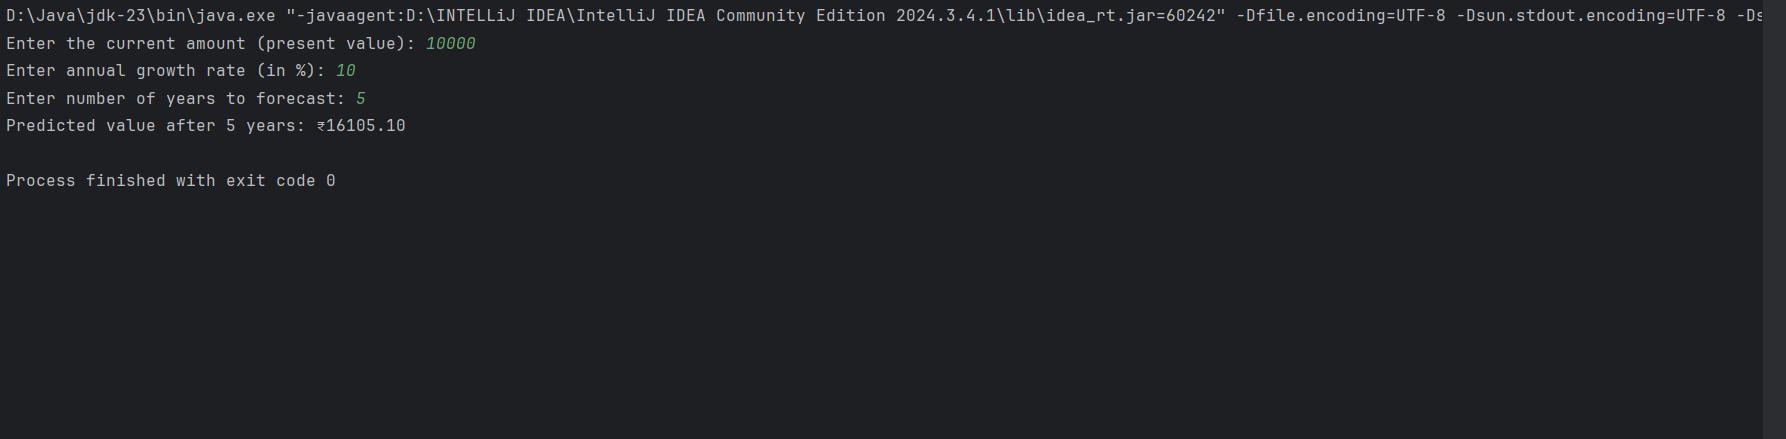 D:\Java\jdk-23\bin\java.exe "-javaagent:D:\INTELLiJ IDEA\IntelliJ IDEA Community Edition 2024.3.4.1\lib\idea_rt.jar=60242" -Dfile.encoding=UTF-8 -Dsun.stdout.encoding=UTF-8 -Ds
Enter the current amount (present value): 10000
Enter annual growth rate (in %): 10
Enter number of years to forecast: 5
Predicted value after 5 years: ₹16105.10
Process finished with exit code 0